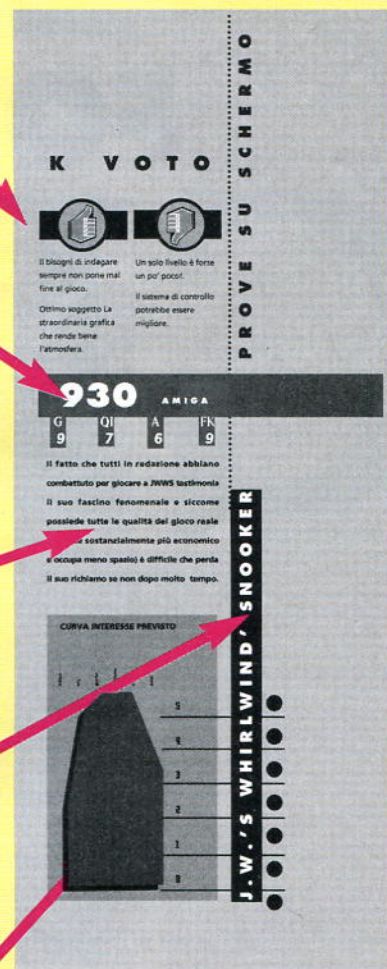 PROVE SU SCHERMO
K VOTO
Il bisogni di indagare
sempre non pone mai
fine al gioco.
Ottimo soggetto La
straordinaria grafica
che rende bene
l'atmosfera.
Un solo livello è forse
un po' poco!.
Il sistema di controllo
potrebbe essere
migliore.
930 AMIGA
G QI A FK
9 7 6 9
Il fatto che tutti in redazione abbiano
combattuto per giocare a JWWS testimonia
il suo fascino fenomenale e siccome
possiede tutte le qualità del gioco reale
sostanzialmente più economico
e occupa meno spazio) è difficile che perda
il suo richiamo se non dopo molto tempo.
J.W.'S WHIRLWIND' SNOOKER
CURVA INTERESSE PREVISTO
5
4
3
2
1
0